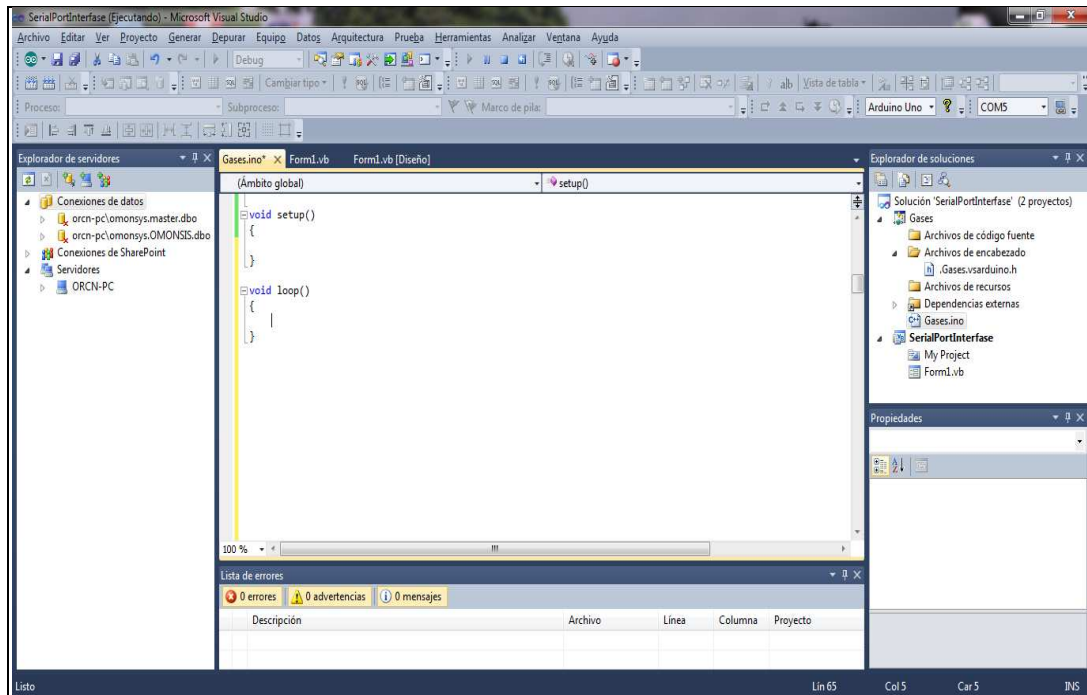 SerialPortInterfase (Ejecutando) - Microsoft Visual Studio
Archivo Editar Ver Proyecto Generar Depurar Equipo Datos Arquitectura Prueba Herramientas Analizar Ventana Ayuda
Debug
Cambiar tipo
Vista de tabla
Proceso: Subproceso: Marco de pila: Arduino Uno COM5
Explorador de servidores
Conexiones de datos
orcn-pc\omonsys.master.dbo
orcn-pc\omonsys.OMONSIS.dbo
Conexiones de SharePoint
Servidores
ORCN-PC
Gases.ino* Form1.vb Form1.vb [Diseño]
(Ámbito global) setup()
void setup()
{
}
void loop()
{
}
100 %
Lista de errores
0 errores 0 advertencias 0 mensajes
Descripción Archivo Línea Columna Proyecto
Explorador de soluciones
Solución 'SerialPortInterfase' (2 proyectos)
Gases
Archivos de código fuente
Archivos de encabezado
.Gases.vsarduino.h
Archivos de recursos
Dependencias externas
Gases.ino
SerialPortInterfase
My Project
Form1.vb
Propiedades
Listo Lín 65 Col 5 Car 5 INS